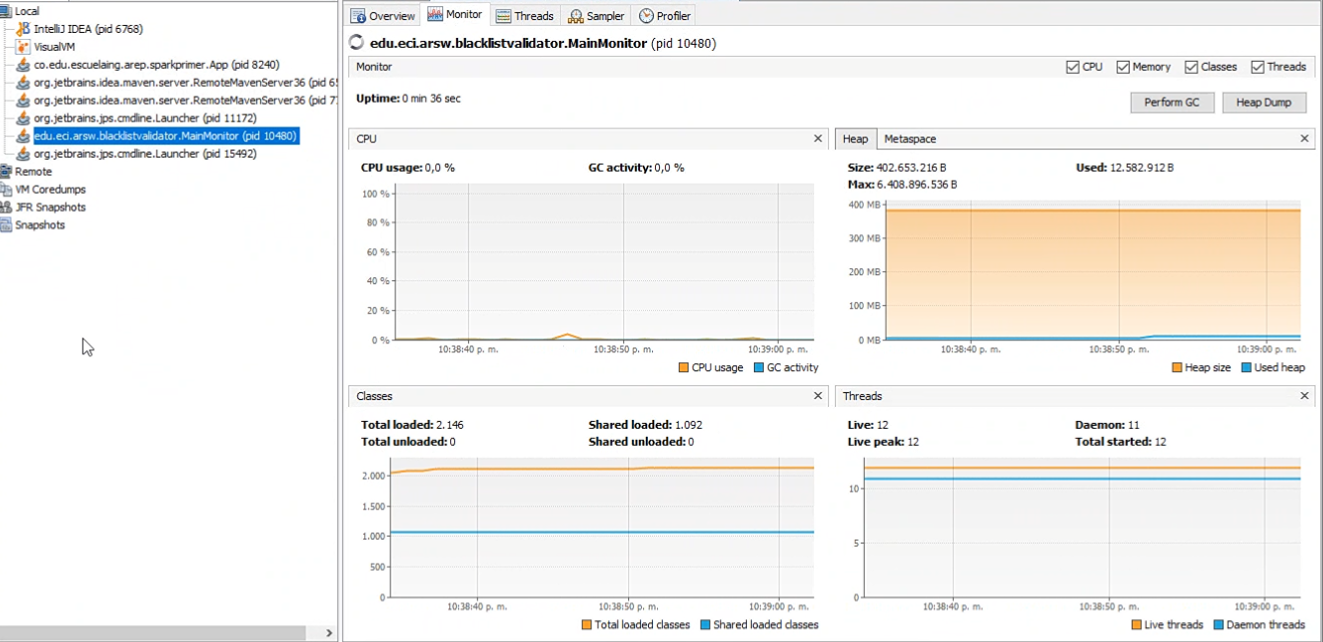 Local
IntelliJ IDEA (pid 6768)
VisualVM
co.edu.escuelaing.arep.sparkprimer.App (pid 8240)
org.jetbrains.idea.maven.server.RemoteMavenServer36 (pid
org.jetbrains.idea.maven.server.RemoteMavenServer36 (pid
org.jetbrains.jps.cmdline.Launcher (pid 11172)
edu.eci.arsw.blacklistvalidator.MainMonitor (pid 10480)
org.jetbrains.jps.cmdline.Launcher (pid 15492)
Remote
VM Coredumps
JFR Snapshots
Snapshots
Overview Monitor Threads Sampler Profiler
edu.eci.arsw.blacklistvalidator.MainMonitor (pid 10480)
Monitor CPU Memory Classes Threads
Uptime: 0 min 36 sec
Perform GC Heap Dump
CPU
CPU usage: 0,0 % GC activity: 0,0 %
100 %
80 %
60 %
40 %
20 %
0 %
10:38:40 p. m. 10:38:50 p. m. 10:39:00 p. m.
CPU usage GC activity
Heap Metaspace
Size: 402.653.216 B Used: 12.582.912 B
Max: 6.408.896.536 B
400 MB
300 MB
200 MB
100 MB
0 MB
10:38:40 p. m. 10:38:50 p. m. 10:39:00 p. m.
Heap size Used heap
Classes
Total loaded: 2.146 Shared loaded: 1.092
Total unloaded: 0 Shared unloaded: 0
2.000
1.500
1.000
500
0
10:38:40 p. m. 10:38:50 p. m. 10:39:00 p. m.
Total loaded classes Shared loaded classes
Threads
Live: 12 Daemon: 11
Live peak: 12 Total started: 12
10
5
0
10:38:40 p. m. 10:38:50 p. m. 10:39:00 p. m.
Live threads Daemon threads